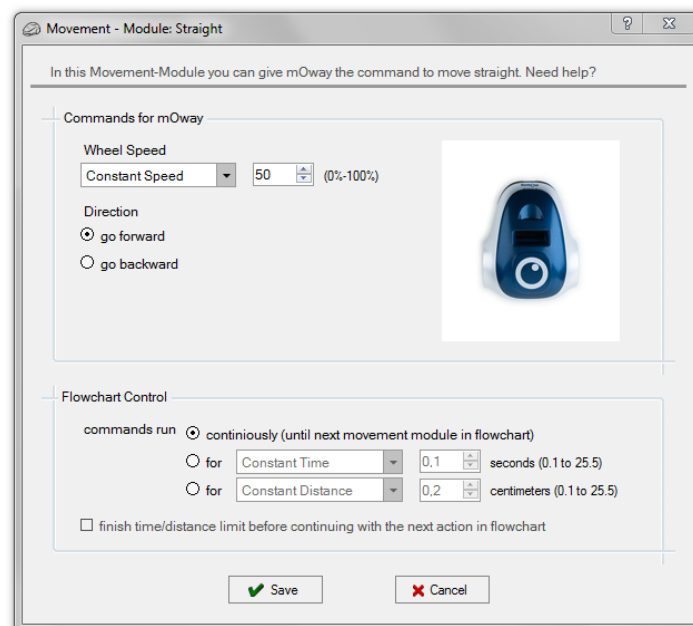 Movement - Module: Straight
In this Movement-Module you can give mOway the command to move straight. Need help?
Commands for mOway
Wheel Speed
Constant Speed 50 (0%-100%)
Direction
go forward
go backward
Flowchart Control
commands run continiously (until next movement module in flowchart)
for Constant Time 0,1 seconds (0.1 to 25.5)
for Constant Distance 0,2 centimeters (0.1 to 25.5)
finish time/distance limit before continuing with the next action in flowchart
Save Cancel